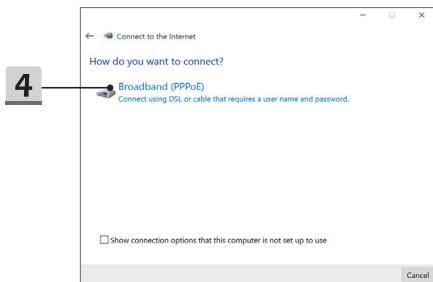 Connect to the Internet
How do you want to connect?
4
Broadband (PPPoE)
Connect using DSL or cable that requires a user name and password.
Show connection options that this computer is not set up to use
Cancel